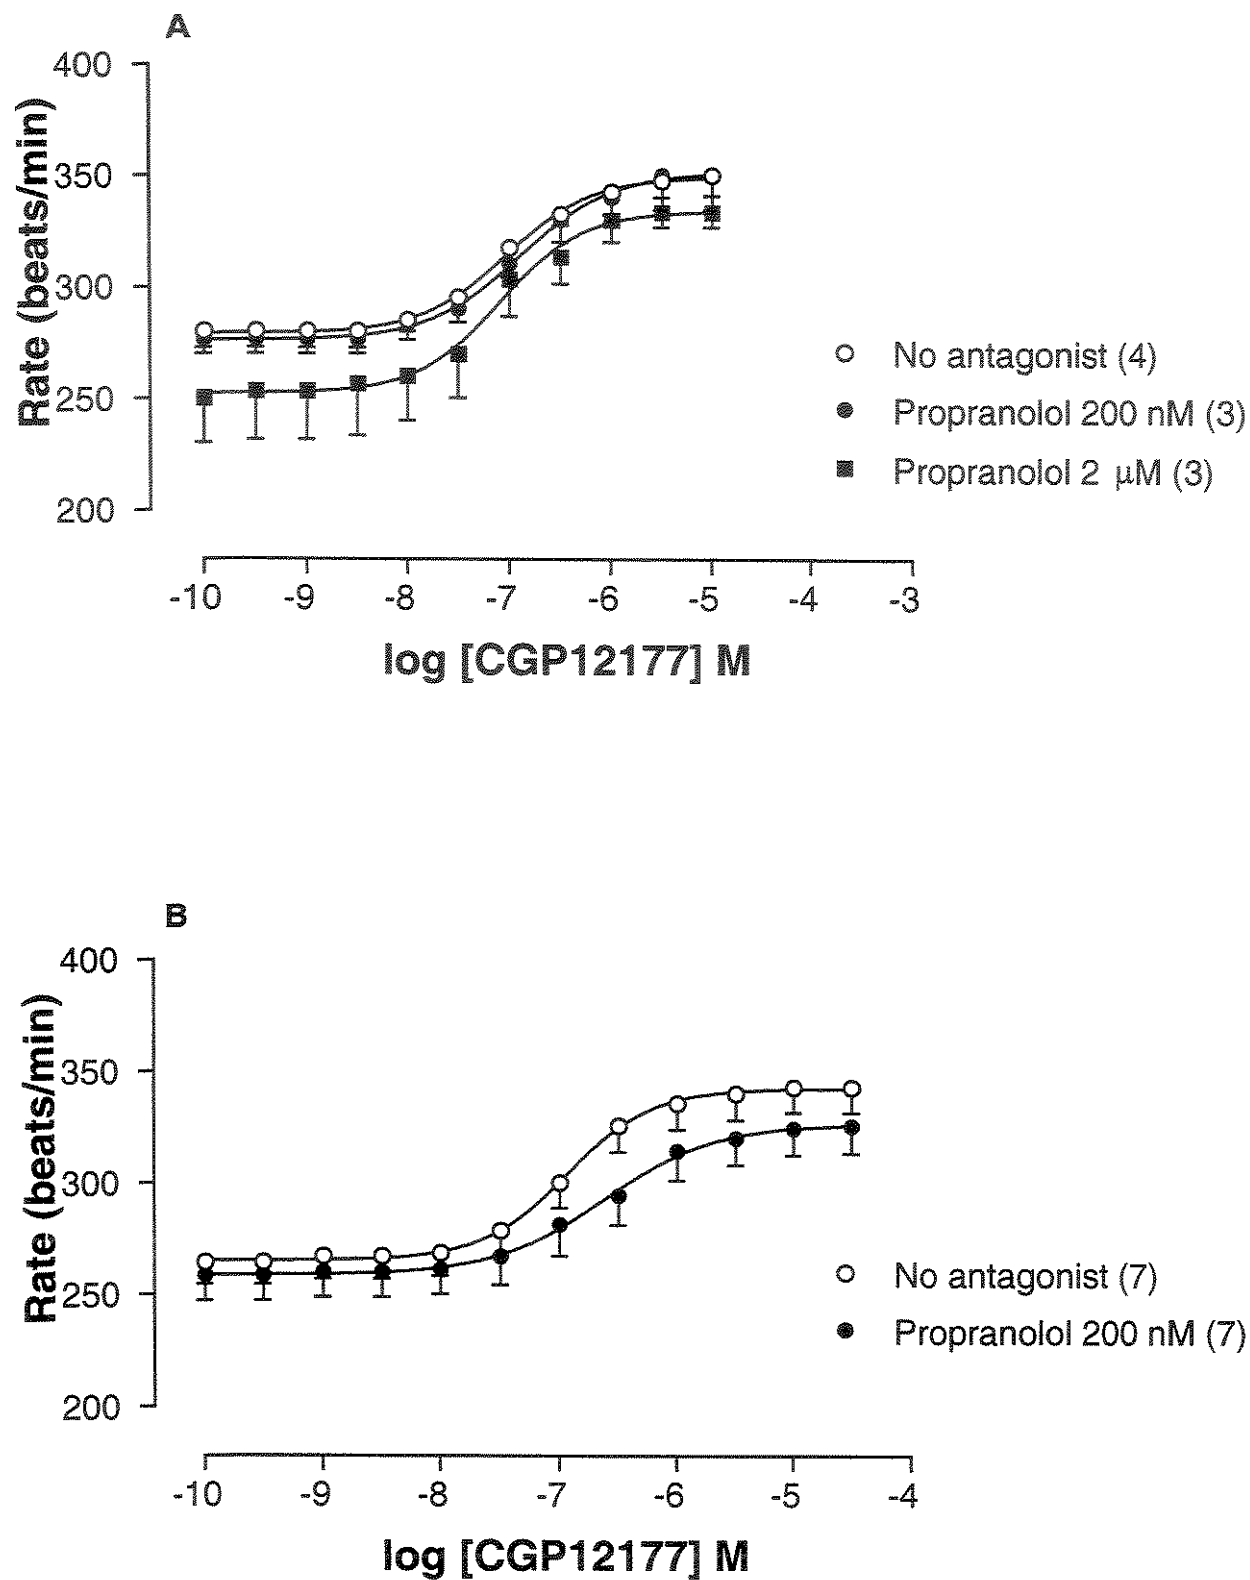 A
400
350
300
250
200
Rate (beats/min)
No antagonist (4)
Propranolol 200 nM (3)
Propranolol 2 µM (3)
-10 -9 -8 -7 -6 -5 -4 -3
log [CGP12177] M
B
400
350
300
250
200
Rate (beats/min)
No antagonist (7)
Propranolol 200 nM (7)
-10 -9 -8 -7 -6 -5 -4
log [CGP12177] M